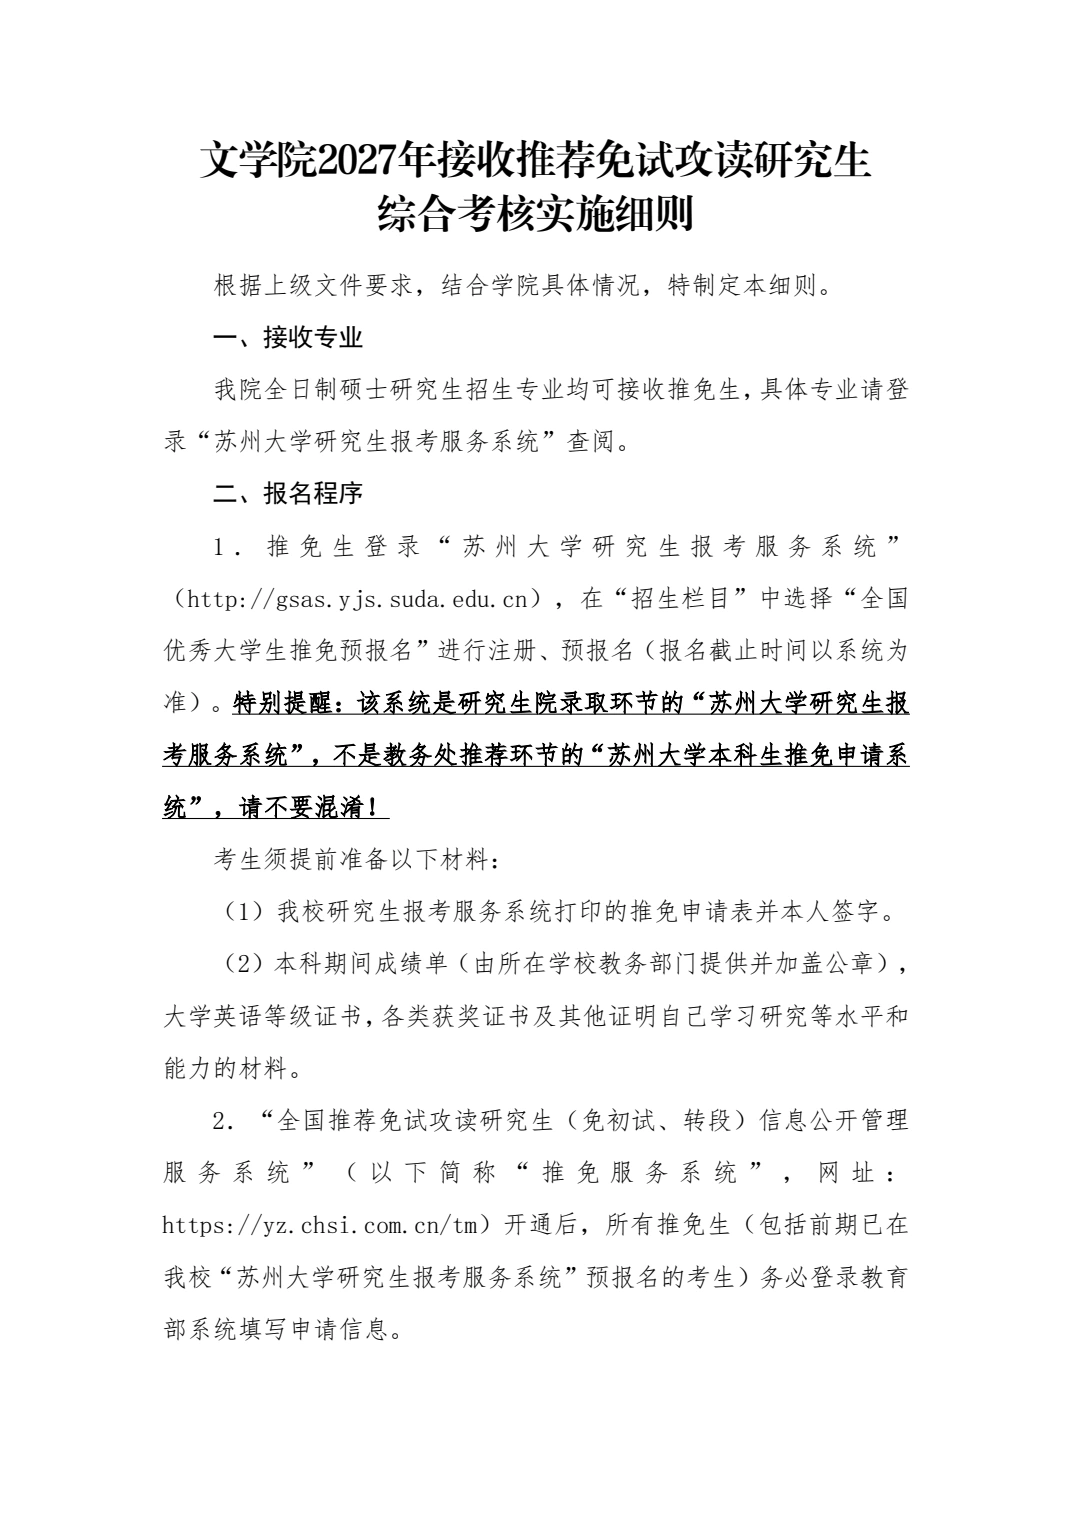 文学院2027年接收推荐免试攻读研究生
综合考核实施细则
根据上级文件要求，结合学院具体情况，特制定本细则。
一、接收专业
我院全日制硕士研究生招生专业均可接收推免生，具体专业请登
录“苏州大学研究生报考服务系统”查阅。
二、报名程序
1．推免生登录“苏州大学研究生报考服务系统”
（http://gsas.yjs.suda.edu.cn），在“招生栏目”中选择“全国
优秀大学生推免预报名”进行注册、预报名（报名截止时间以系统为
准）。特别提醒：该系统是研究生院录取环节的“苏州大学研究生报
考服务系统”，不是教务处推荐环节的“苏州大学本科生推免申请系
统”，请不要混淆！
考生须提前准备以下材料：
（1）我校研究生报考服务系统打印的推免申请表并本人签字。
（2）本科期间成绩单（由所在学校教务部门提供并加盖公章），
大学英语等级证书，各类获奖证书及其他证明自己学习研究等水平和
能力的材料。
2．“全国推荐免试攻读研究生（免初试、转段）信息公开管理
服务系统”（以下简称“推免服务系统”，网址：
https://yz.chsi.com.cn/tm）开通后，所有推免生（包括前期已在
我校“苏州大学研究生报考服务系统”预报名的考生）务必登录教育
部系统填写申请信息。